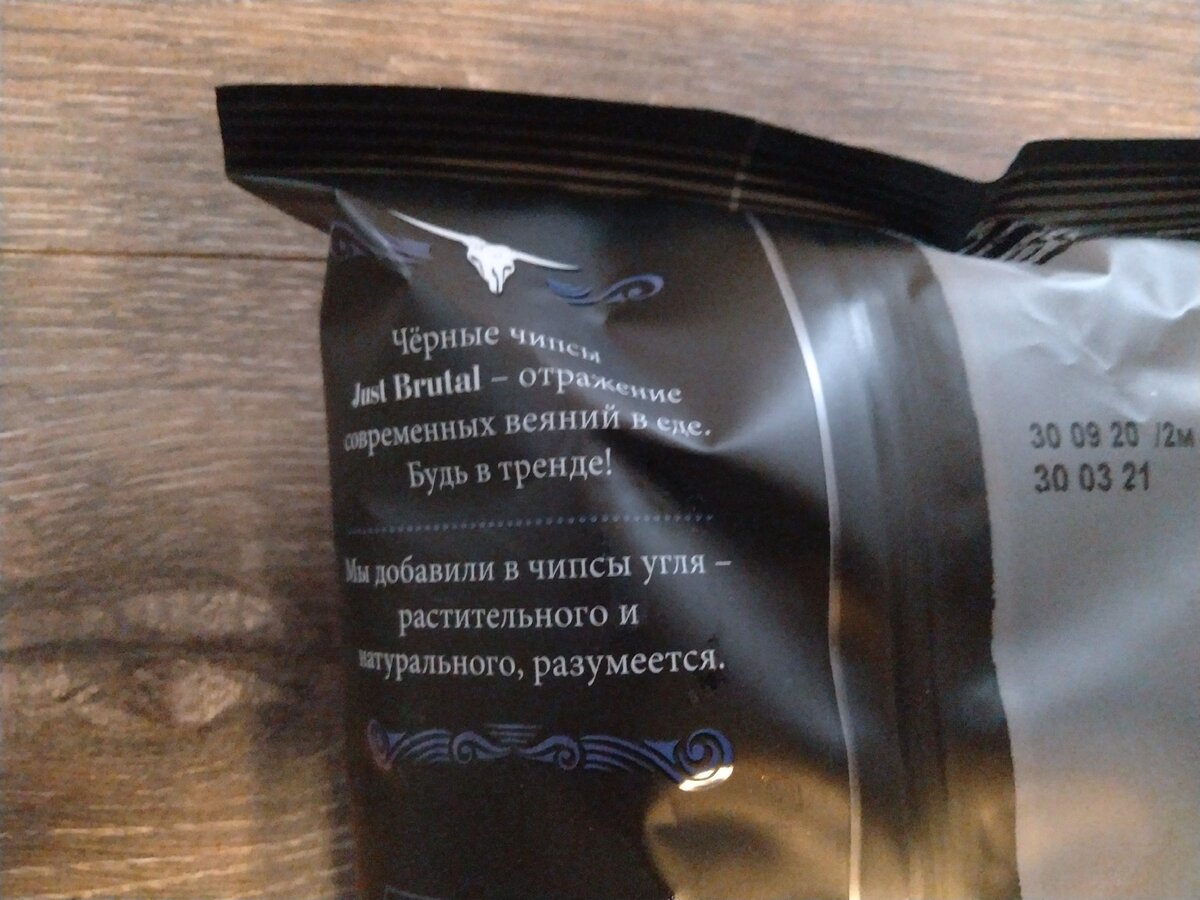 Чёрные чипсы
Just Brutal – отражение
современных веяний в еде.
Будь в тренде!
Мы добавили в чипсы угля –
растительного и
натурального, разумеется.
30 09 20 /2м
30 03 21